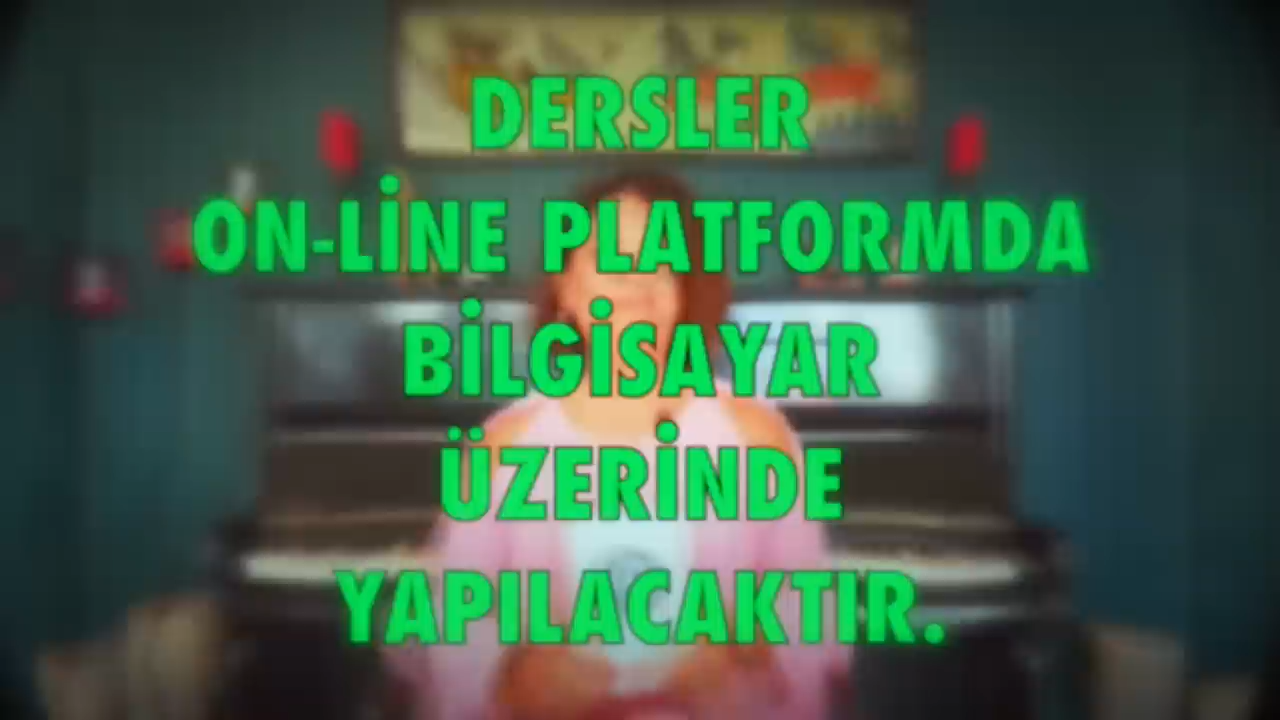 DERSLER
ON-LİNE PLATFORMDA
BİLGİSAYAR
ÜZERİNDE
YAPILACAKTIR.